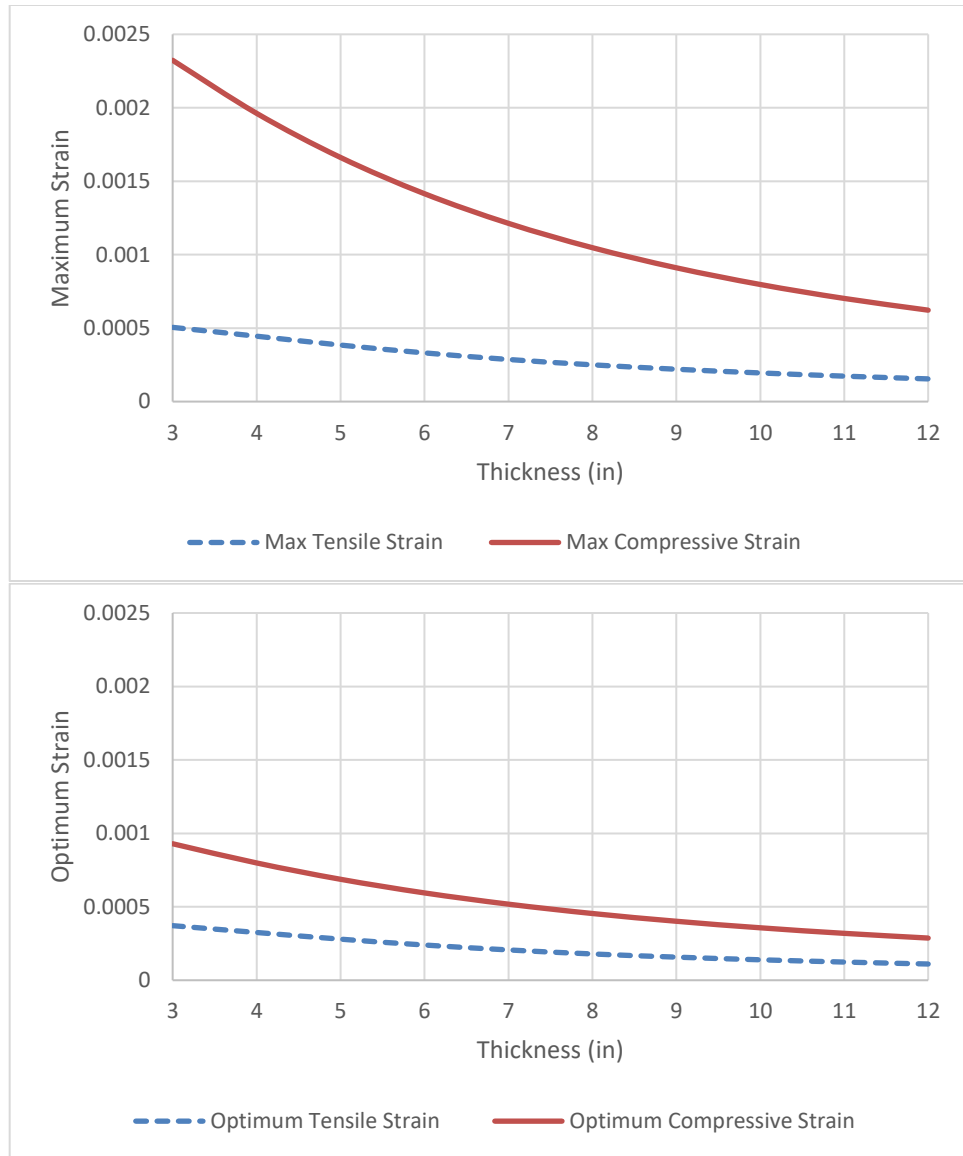 0.0025
0.002
0.0015
0.001
0.0005
0
Maximum Strain
3 4 5 6 7 8 9 10 11 12
Thickness (in)
Max Tensile Strain Max Compressive Strain
0.0025
0.002
0.0015
0.001
0.0005
0
Optimum Strain
3 4 5 6 7 8 9 10 11 12
Thickness (in)
Optimum Tensile Strain Optimum Compressive Strain